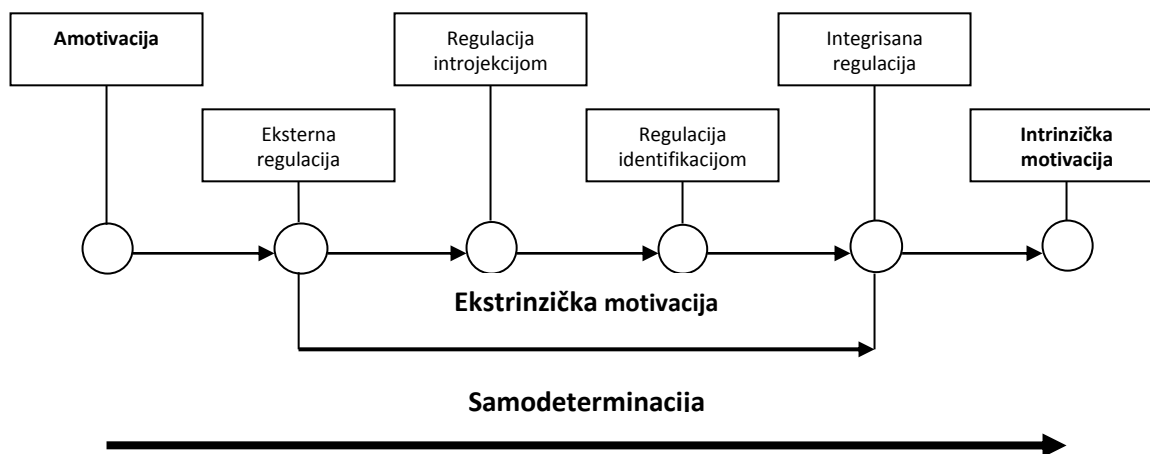 Amotivacija
Regulacija
introjekcijom
Integrisana
regulacija
Eksterna
regulacija
Regulacija
identifikacijom
Intrinzička
motivacija
Ekstrinzička motivacija
Samodeterminacija